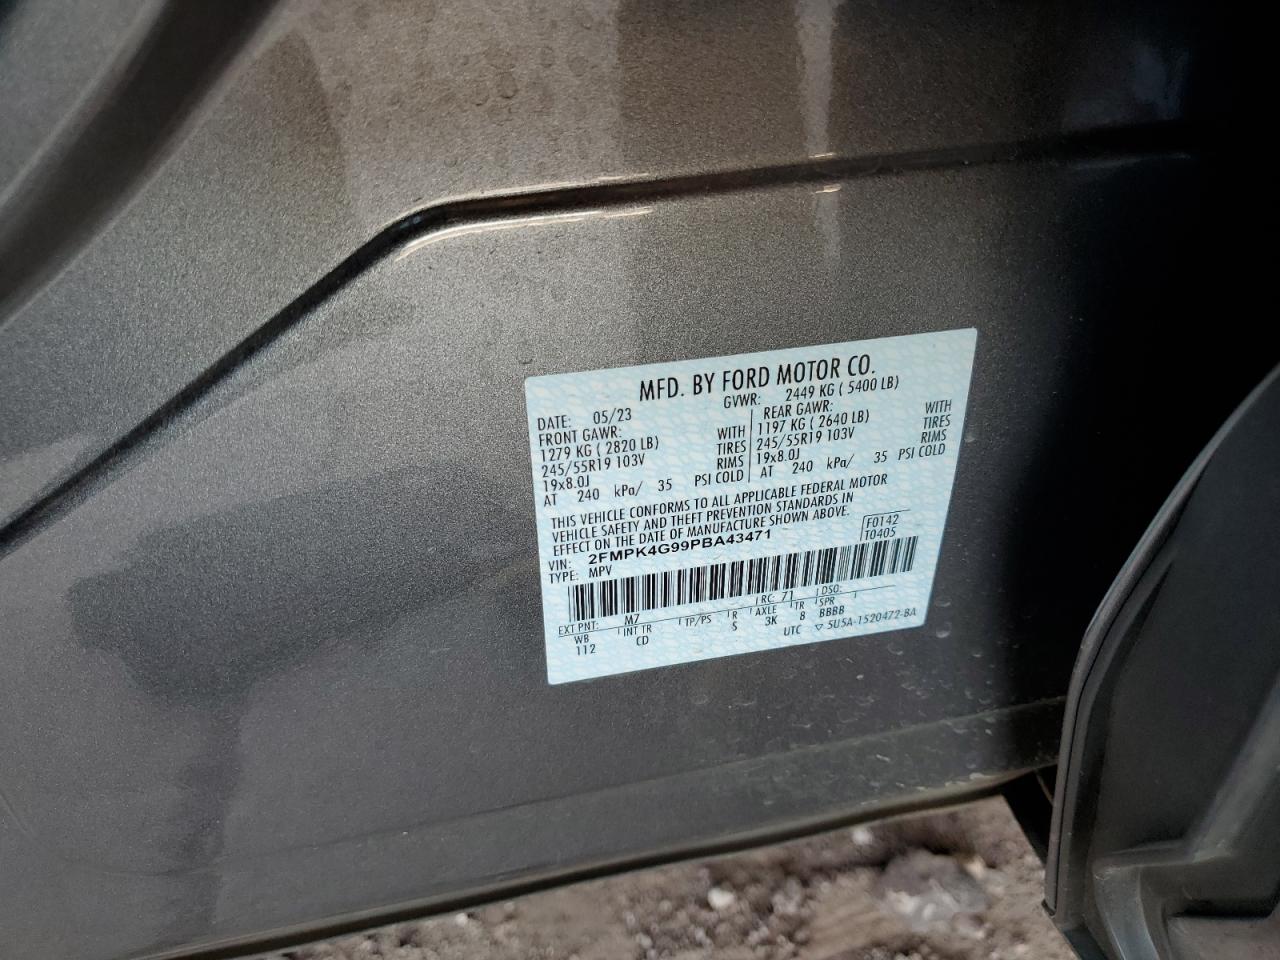 MFD. BY FORD MOTOR CO.
DATE: 05/23 GVWR: 2449 KG ( 5400 LB)
FRONT GAWR: REAR GAWR:
1279 KG ( 2820 LB) WITH 1197 KG ( 2640 LB) WITH
245/55R19 103V TIRES 245/55R19 103V TIRES
19x8.0J RIMS 19x8.0J RIMS
AT 240 kPa/ 35 PSI COLD AT 240 kPa/ 35 PSI COLD
THIS VEHICLE CONFORMS TO ALL APPLICABLE FEDERAL MOTOR
VEHICLE SAFETY AND THEFT PREVENTION STANDARDS IN
EFFECT ON THE DATE OF MANUFACTURE SHOWN ABOVE.
VIN: 2FMPK4G99PBA43471 F0142
TYPE: MPV T0405
EXT PNT: M7 RC: 71 DSO:
WB INT TR TP/PS R AXLE TR SPR
112 CD S 3K 8 BBBB
UTC ▽ 5U5A-1520472-BA